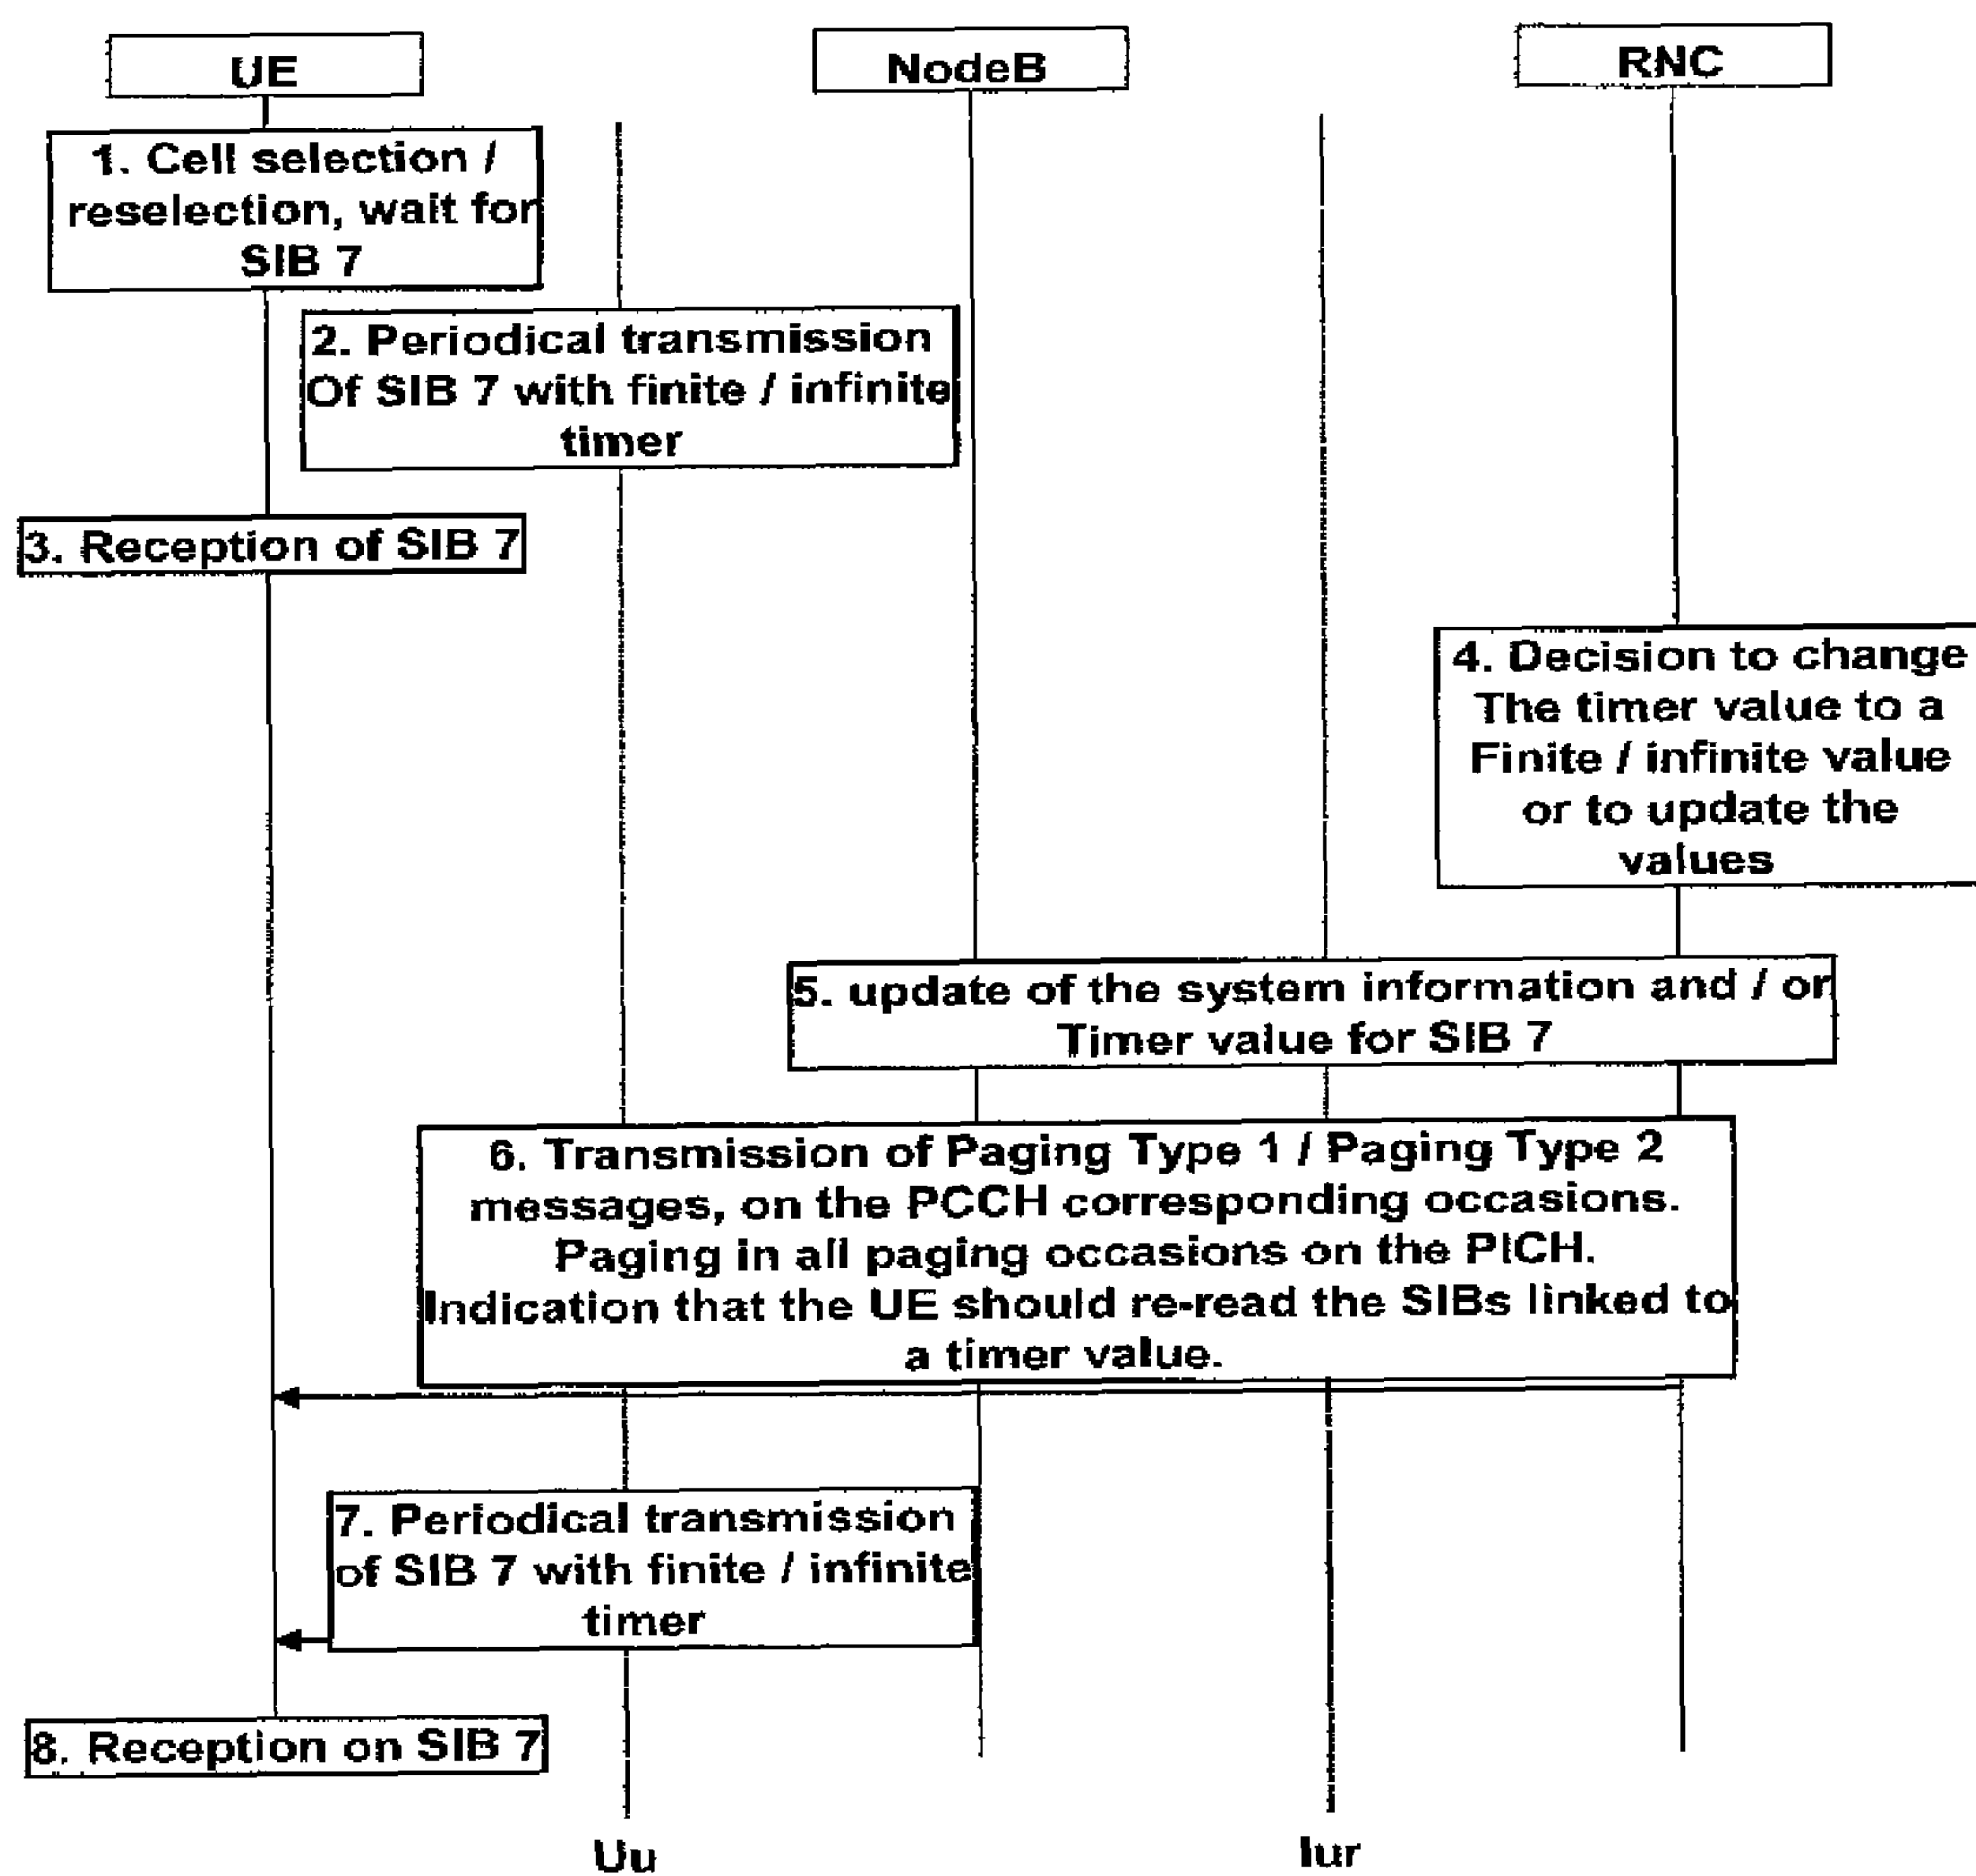 UE
NodeB
RNC
1. Cell selection /
reselection, wait for
SIB 7
2. Periodical transmission
Of SIB 7 with finite / infinite
timer
3. Reception of SIB 7
4. Decision to change
The timer value to a
Finite / infinite value
or to update the
values
5. update of the system information and / or
Timer value for SIB 7
6. Transmission of Paging Type 1 / Paging Type 2
messages, on the PCCH corresponding occasions.
Paging in all paging occasions on the PICH.
Indication that the UE should re-read the SIBs linked to
a timer value.
7. Periodical transmission
of SIB 7 with finite / infinite
timer
8. Reception on SIB 7
Uu
Iur